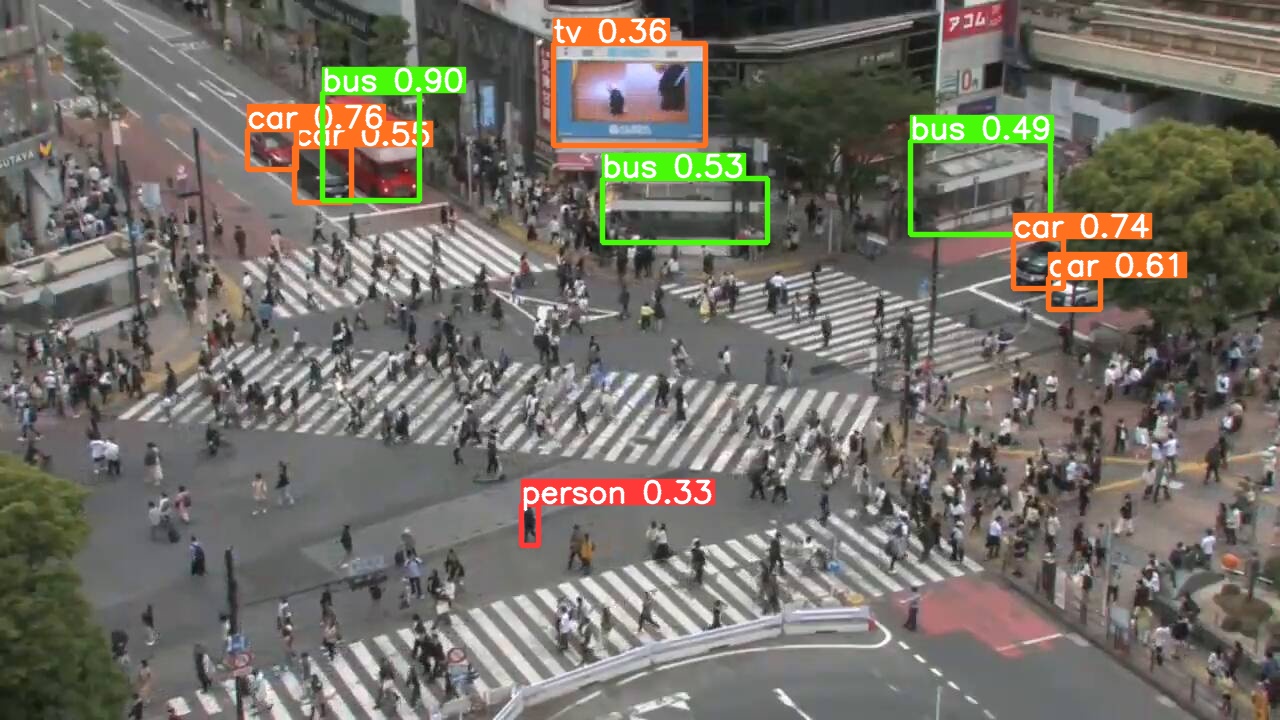 tv 0.36
アコム
bus 0.90
car 0.76
car 0.55
bus 0.49
bus 0.53
car 0.74
car 0.61
person 0.33